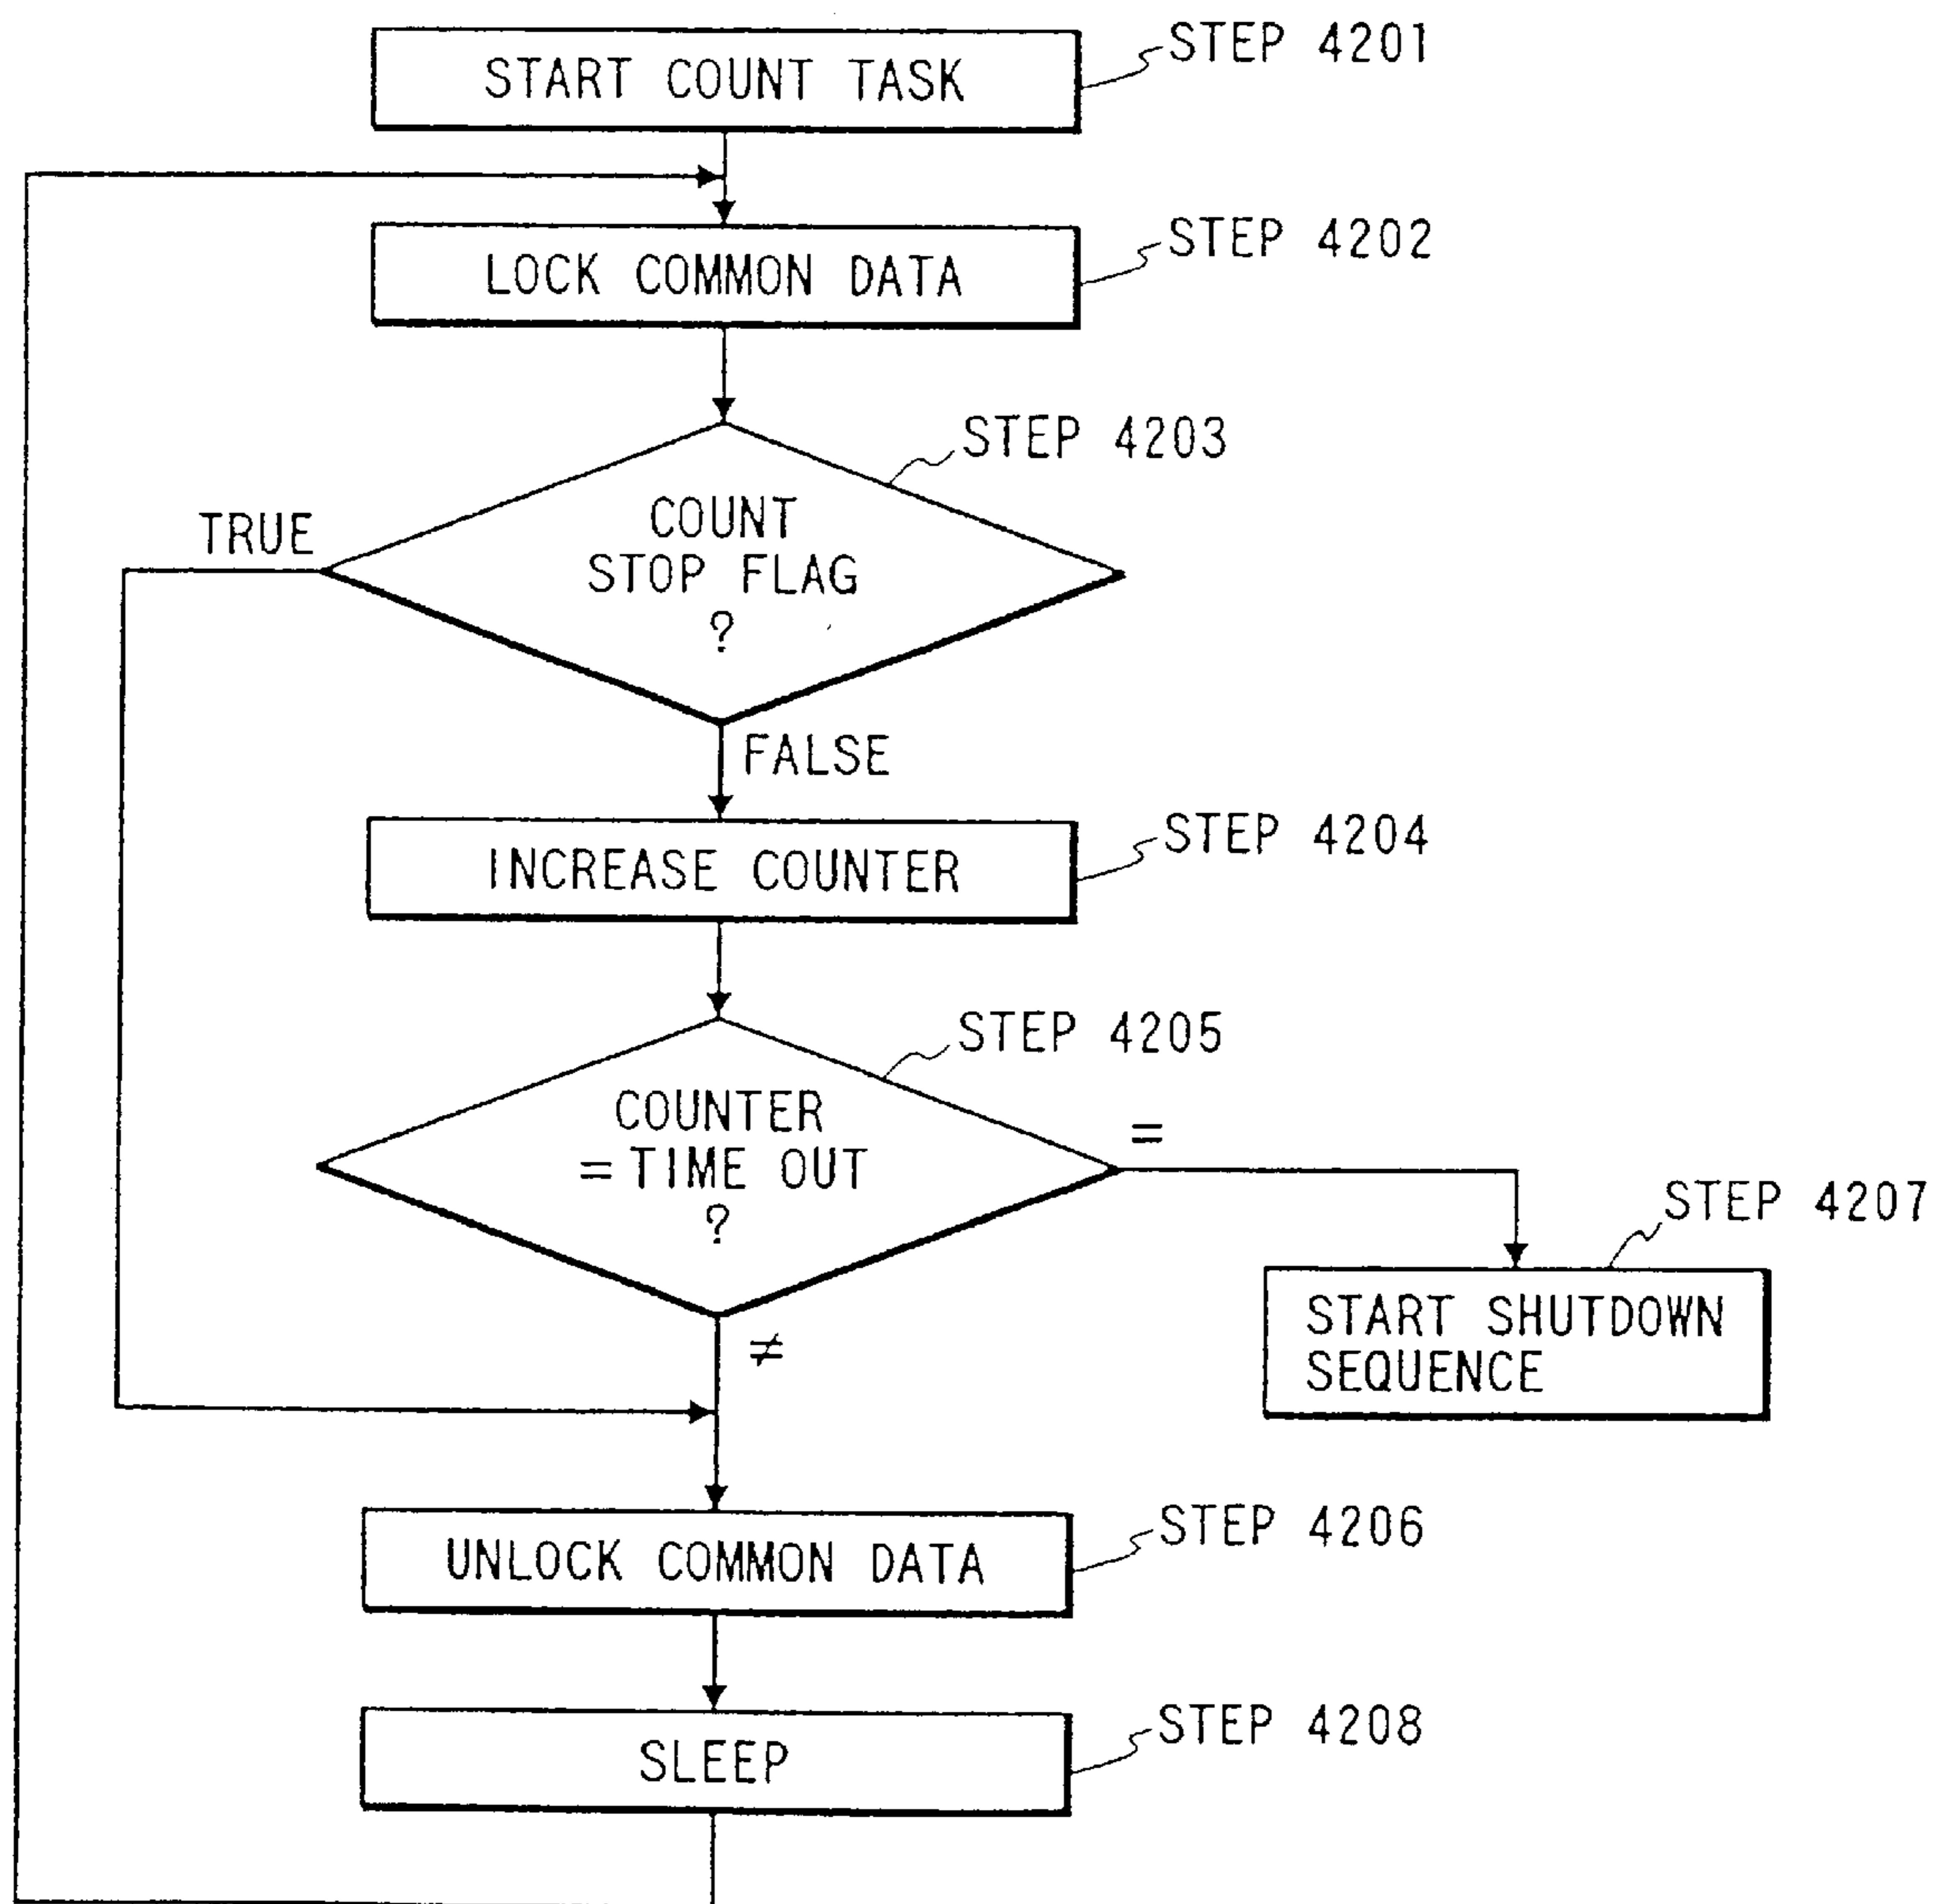 START COUNT TASK
STEP 4201
LOCK COMMON DATA
STEP 4202
STEP 4203
TRUE
COUNT
STOP FLAG
?
FALSE
INCREASE COUNTER
STEP 4204
STEP 4205
COUNTER
= TIME OUT
?
=
STEP 4207
START SHUTDOWN
SEQUENCE
≠
UNLOCK COMMON DATA
STEP 4206
SLEEP
STEP 4208